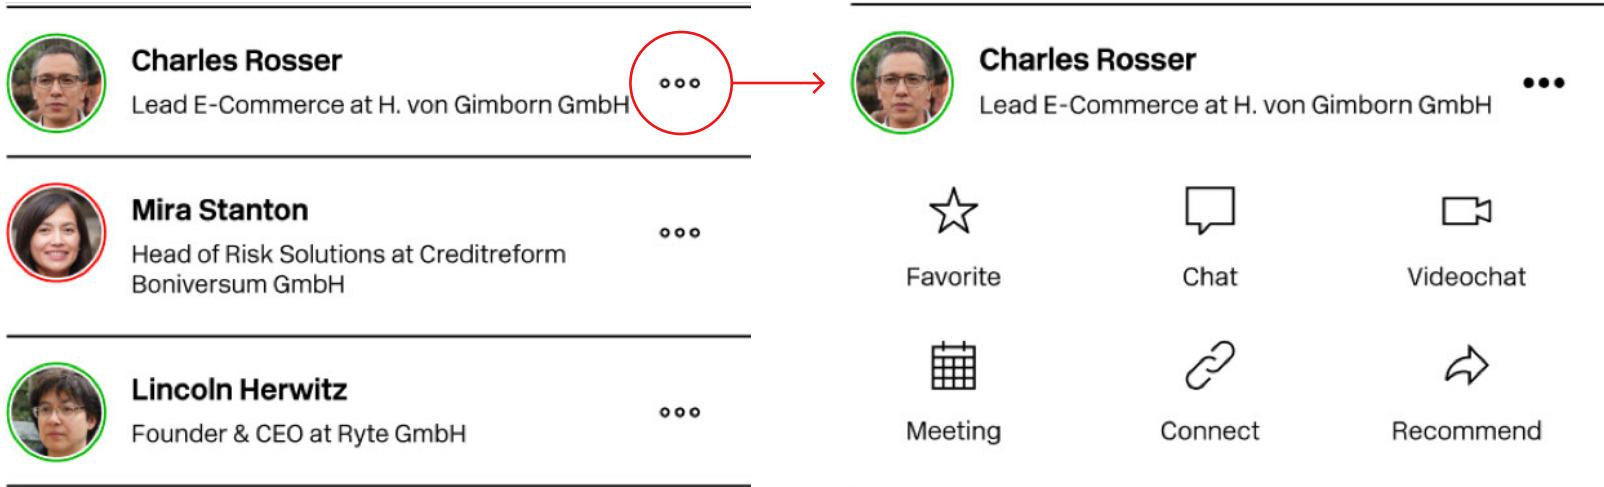 Charles Rosser
Lead E-Commerce at H. von Gimborn GmbH
Mira Stanton
Head of Risk Solutions at Creditreform
Boniversum GmbH
Lincoln Herwitz
Founder & CEO at Ryte GmbH
Charles Rosser
Lead E-Commerce at H. von Gimborn GmbH
Favorite
Chat
Videochat
Meeting
Connect
Recommend